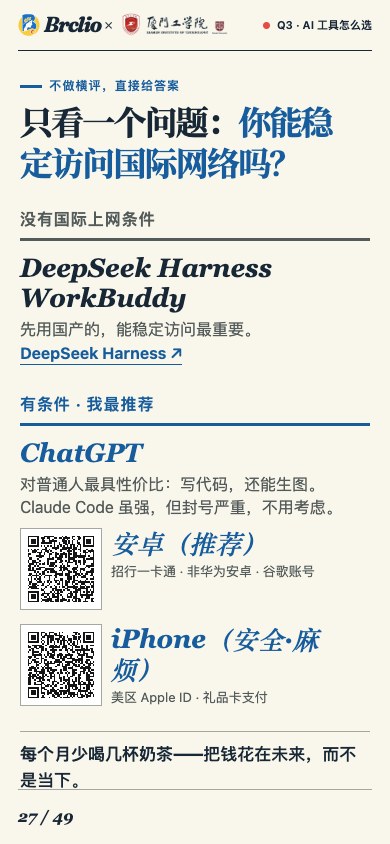 Brclio × 厦门工学院
XIAMEN INSTITUTE OF TECHNOLOGY
Q3 · AI 工具怎么选
不做横评，直接给答案
只看一个问题：你能稳
定访问国际网络吗？
没有国际上网条件
DeepSeek Harness
WorkBuddy
先用国产的，能稳定访问最重要。
DeepSeek Harness ↗
有条件 · 我最推荐
ChatGPT
对普通人最具性价比：写代码，还能生图。
Claude Code 虽强，但封号严重，不用考虑。
安卓（推荐）
招行一卡通 · 非华为安卓 · 谷歌账号
iPhone（安全·麻
烦）
美区 Apple ID · 礼品卡支付
每个月少喝几杯奶茶——把钱花在未来，而不
是当下。
27 / 49